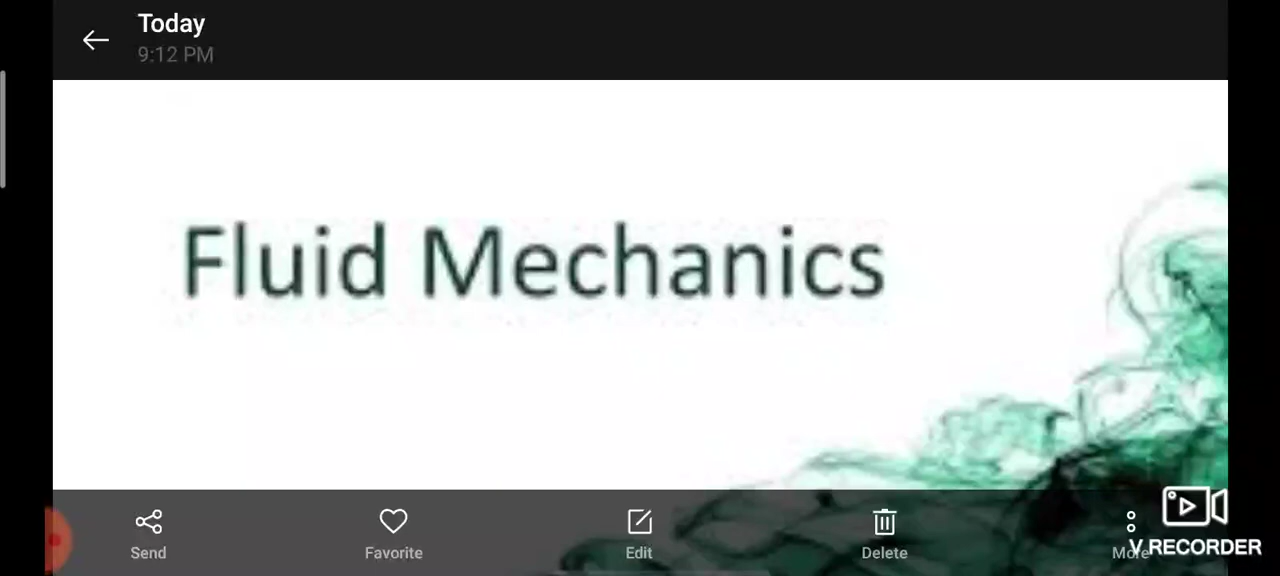 Today
9:12 PM
Fluid Mechanics
Send
Favorite
Edit
Delete
More
V.RECORDER